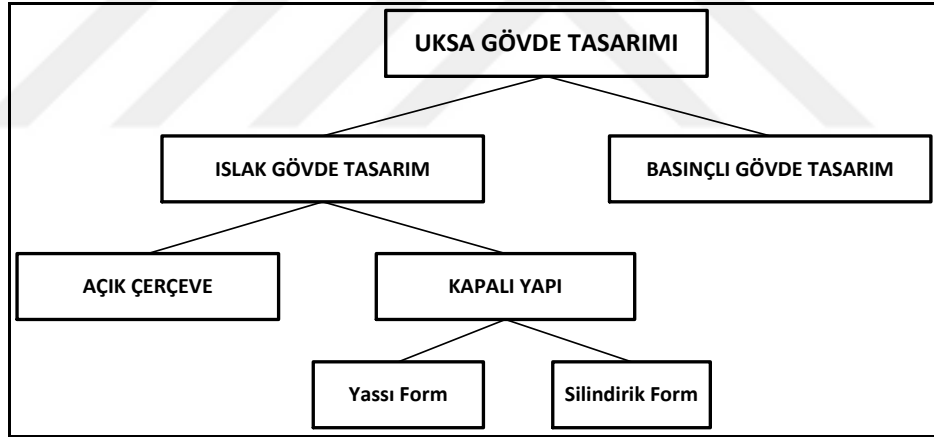 UKSA GÖVDE TASARIMI
ISLAK GÖVDE TASARIM
BASINÇLI GÖVDE TASARIM
AÇIK ÇERÇEVE
KAPALI YAPI
Yassı Form
Silindirik Form